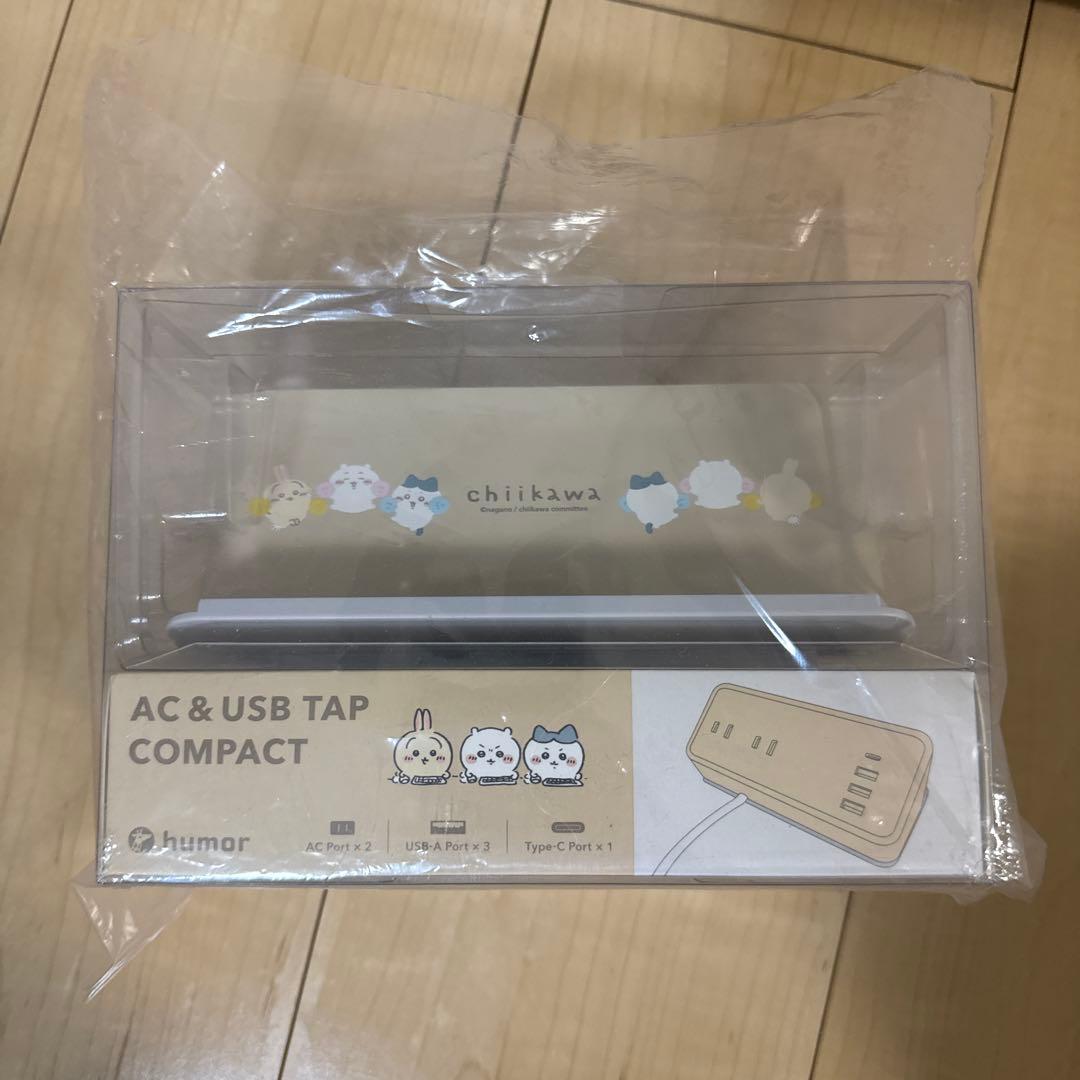 chiikawa
©nagano / chiikawa committee
AC & USB TAP
COMPACT
humor
AC Port × 2
USB-A Port × 3
Type-C Port × 1